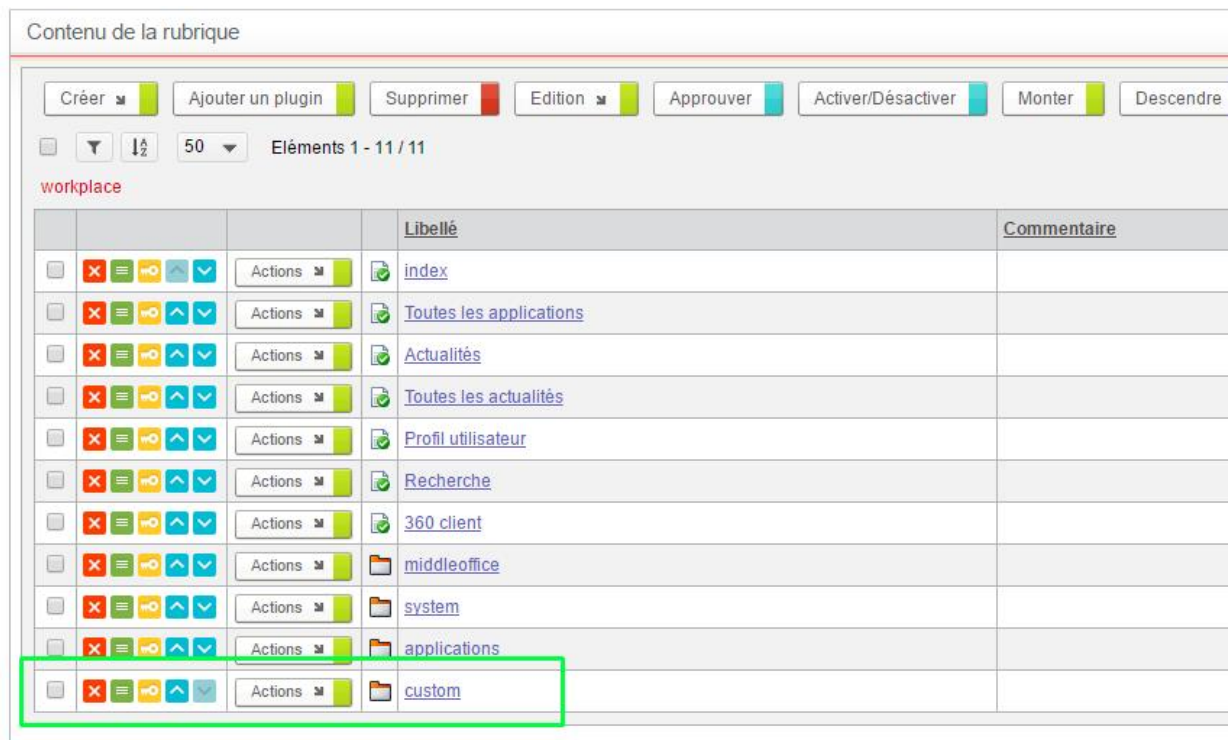 Contenu de la rubrique
Créer Ajouter un plugin Supprimer Edition Approuver Activer/Désactiver Monter Descendre
50 Eléments 1 - 11 / 11
workplace
Libellé Commentaire
Actions index
Actions Toutes les applications
Actions Actualités
Actions Toutes les actualités
Actions Profil utilisateur
Actions Recherche
Actions 360 client
Actions middleoffice
Actions system
Actions applications
Actions custom